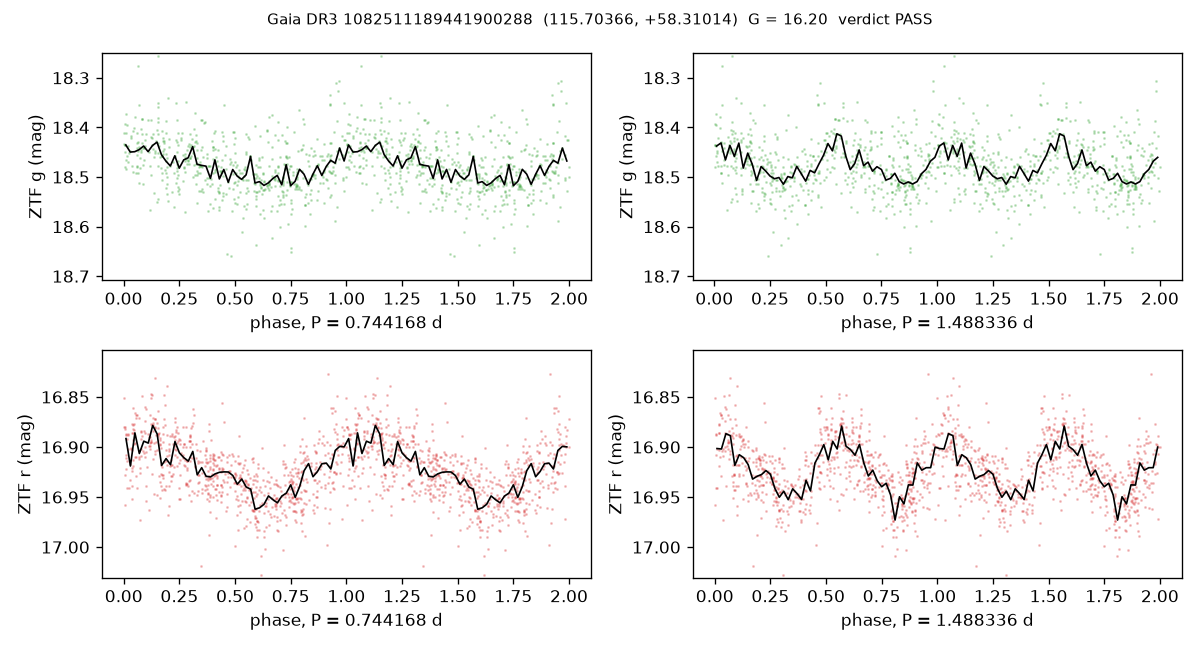 Gaia DR3 1082511189441900288  (115.70366, +58.31014)  G = 16.20  verdict PASS
ZTF g (mag)
18.3
18.4
18.5
18.6
18.7
0.00 0.25 0.50 0.75 1.00 1.25 1.50 1.75 2.00
phase, P = 0.744168 d
ZTF g (mag)
18.3
18.4
18.5
18.6
18.7
0.00 0.25 0.50 0.75 1.00 1.25 1.50 1.75 2.00
phase, P = 1.488336 d
ZTF r (mag)
16.85
16.90
16.95
17.00
0.00 0.25 0.50 0.75 1.00 1.25 1.50 1.75 2.00
phase, P = 0.744168 d
ZTF r (mag)
16.85
16.90
16.95
17.00
0.00 0.25 0.50 0.75 1.00 1.25 1.50 1.75 2.00
phase, P = 1.488336 d